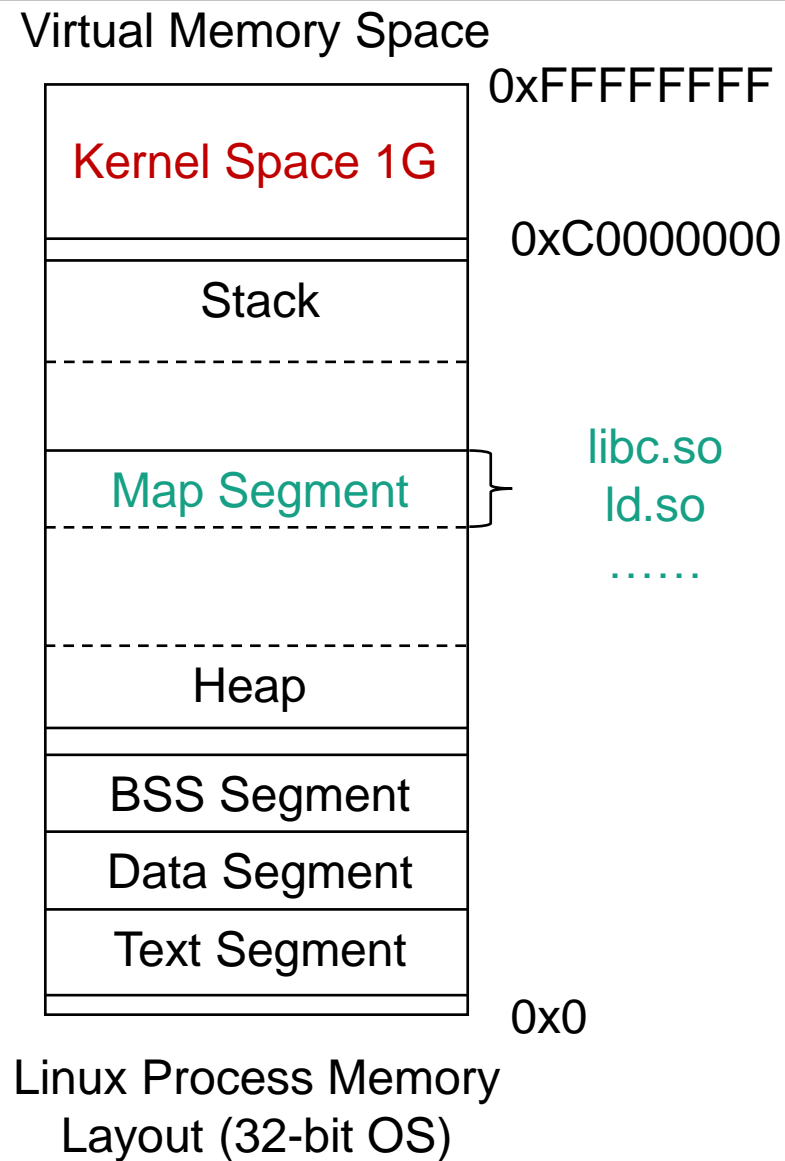 Virtual Memory Space
0xFFFFFFFF
Kernel Space 1G
0xC0000000
Stack
libc.so
Map Segment
ld.so
……
Heap
BSS Segment
Data Segment
Text Segment
0x0
Linux Process Memory
Layout (32-bit OS)